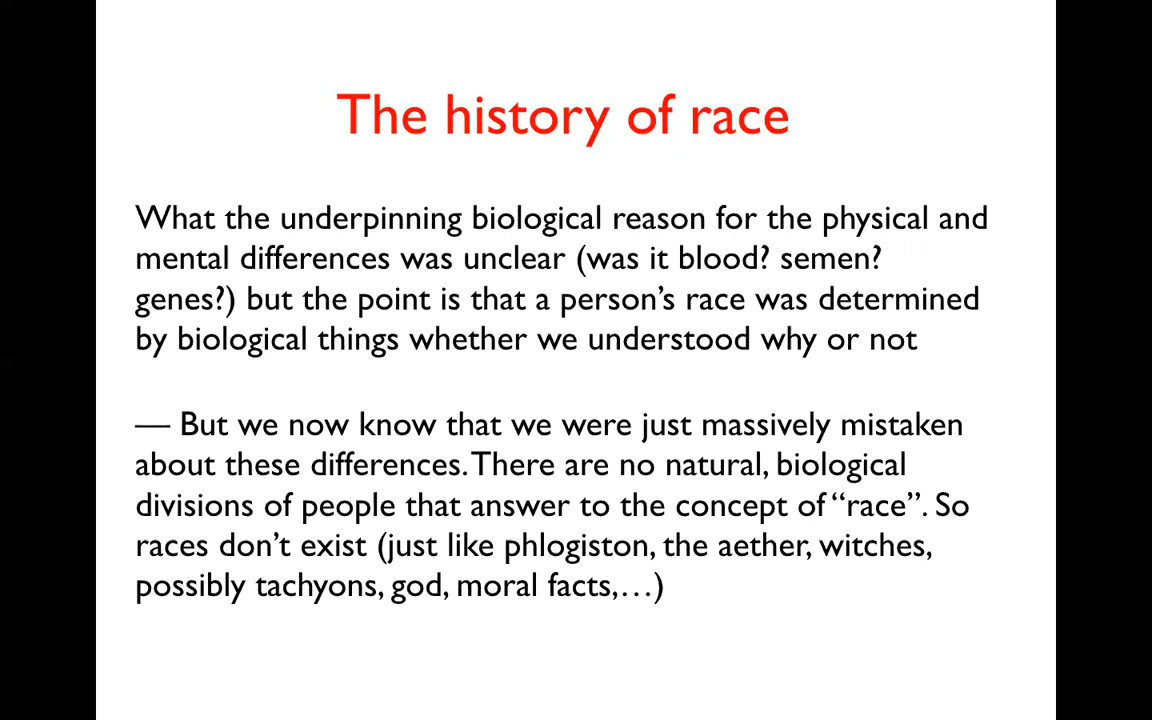 The history of race
What the underpinning biological reason for the physical and
mental differences was unclear (was it blood? semen?
genes?) but the point is that a person’s race was determined
by biological things whether we understood why or not
— But we now know that we were just massively mistaken
about these differences. There are no natural, biological
divisions of people that answer to the concept of “race”. So
races don’t exist (just like phlogiston, the aether, witches,
possibly tachyons, god, moral facts,…)